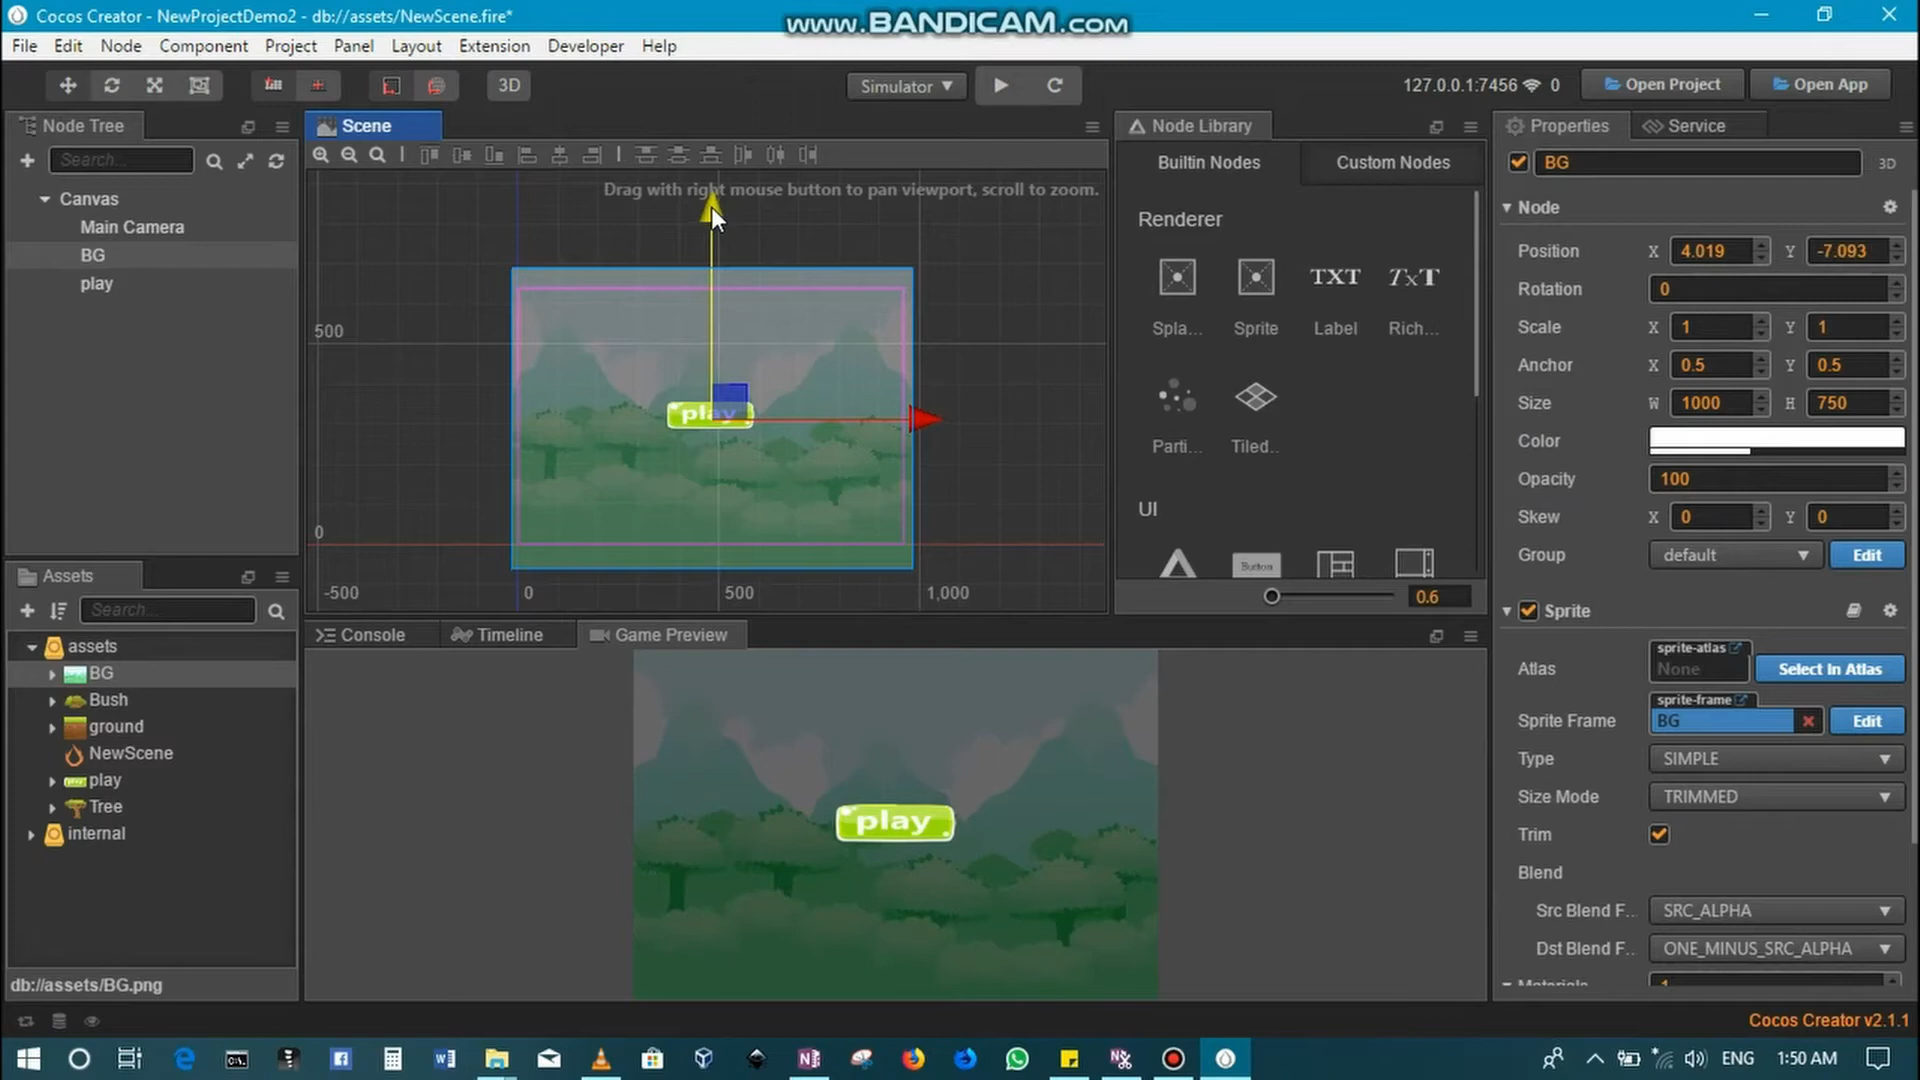 Cocos Creator - NewProjectDemo2 - db://assets/NewScene.fire*
www.BANDICAM.com
File Edit Node Component Project Panel Layout Extension Developer Help
3D
Simulator
127.0.0.1:7456 0
Open Project
Open App
Node Tree
Search...
Canvas
Main Camera
BG
play
Scene
Drag with right mouse button to pan viewport, scroll to zoom.
500
0
play
-500 0 500 1,000
Node Library
Builtin Nodes Custom Nodes
Renderer
TXT TxT
Spla... Sprite Label Rich...
Parti... Tiled...
UI
Button
0.6
Properties Service
BG 3D
Node
Position X 4.019 Y -7.093
Rotation 0
Scale X 1 Y 1
Anchor X 0.5 Y 0.5
Size W 1000 H 750
Color
Opacity 100
Skew X 0 Y 0
Group default Edit
Sprite
sprite-atlas
Atlas None Select In Atlas
sprite-frame
Sprite Frame BG Edit
Type SIMPLE
Size Mode TRIMMED
Trim
Blend
Src Blend F... SRC_ALPHA
Dst Blend F... ONE_MINUS_SRC_ALPHA
Materials 1
Assets
Search...
assets
BG
Bush
ground
NewScene
play
Tree
internal
db://assets/BG.png
Console Timeline Game Preview
play
Cocos Creator v2.1.1
ENG 1:50 AM